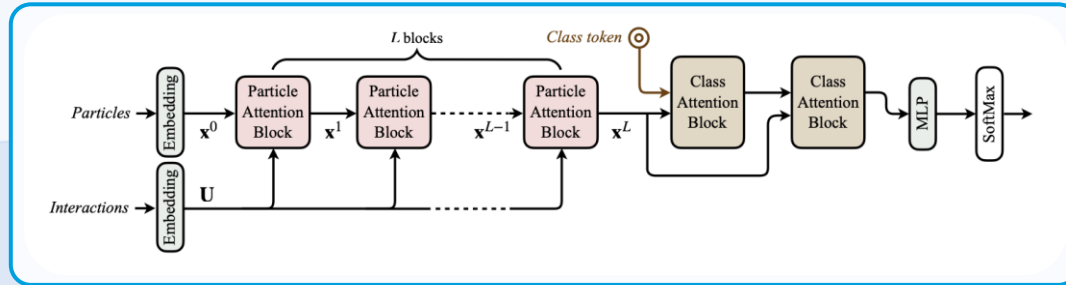 L blocks
Class token
Particles
Embedding
x⁰
Particle
Attention
Block
x¹
Particle
Attention
Block
xᴸ⁻¹
Particle
Attention
Block
xᴸ
Class
Attention
Block
Class
Attention
Block
MLP
SoftMax
Interactions
Embedding
U